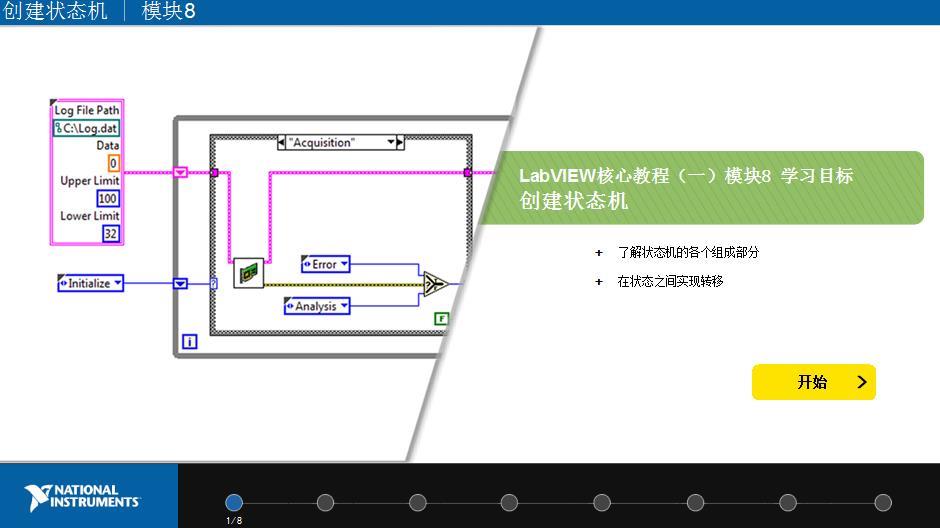 创建状态机 模块8
Log File Path
C:\Log.dat
Data
0
Upper Limit
100
Lower Limit
32
Initialize
"Acquisition"
Error
Analysis
?
?
F
i
LabVIEW核心教程（一）模块8 学习目标
创建状态机
+ 了解状态机的各个组成部分
+ 在状态之间实现转移
开始
NATIONAL
INSTRUMENTS
1/8